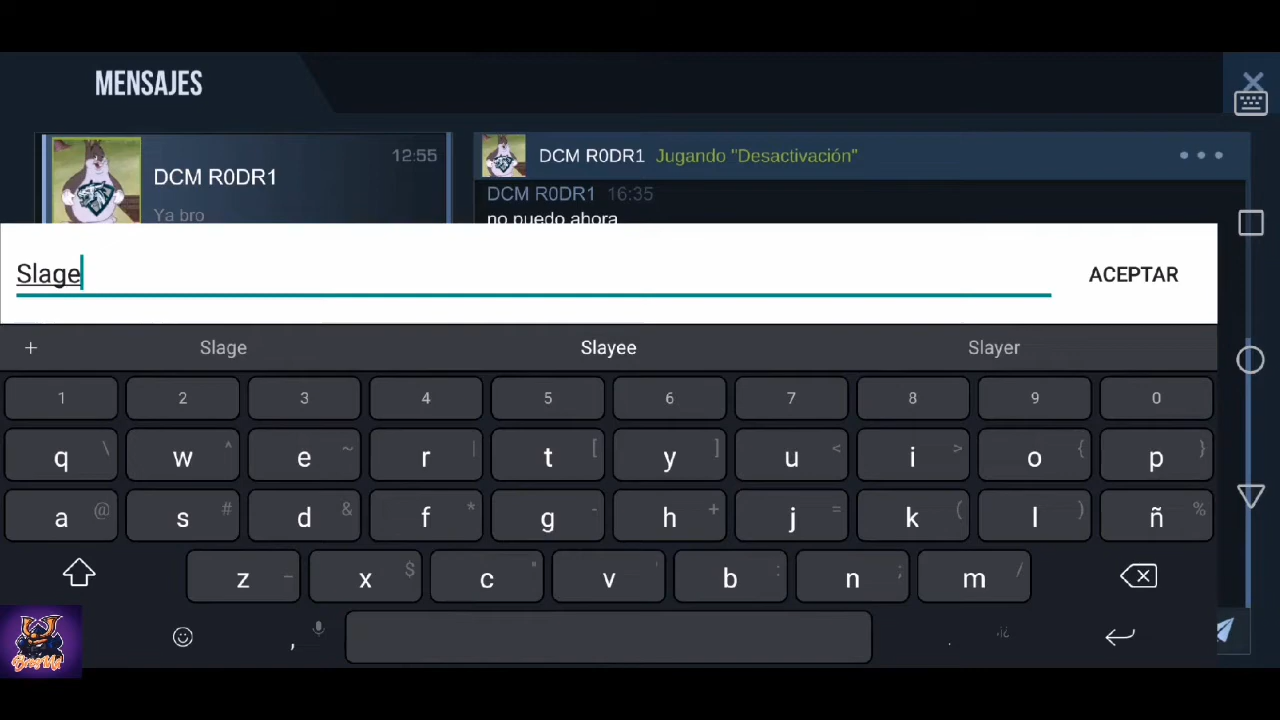 MENSAJES
DCM R0DR1 12:55
Ya bro
DCM R0DR1 Jugando "Desactivación"
DCM R0DR1 16:35
no puedo ahora
Slage
ACEPTAR
+ Slage Slayee Slayer
1 2 3 4 5 6 7 8 9 0
q \ w ^ e ~ r | t [ y ] u < i > o { p }
a @ s # d & f * g - h + j = k ( l ) ñ %
z _ x $ c " v ' b : n ; m /
, . ¡¿